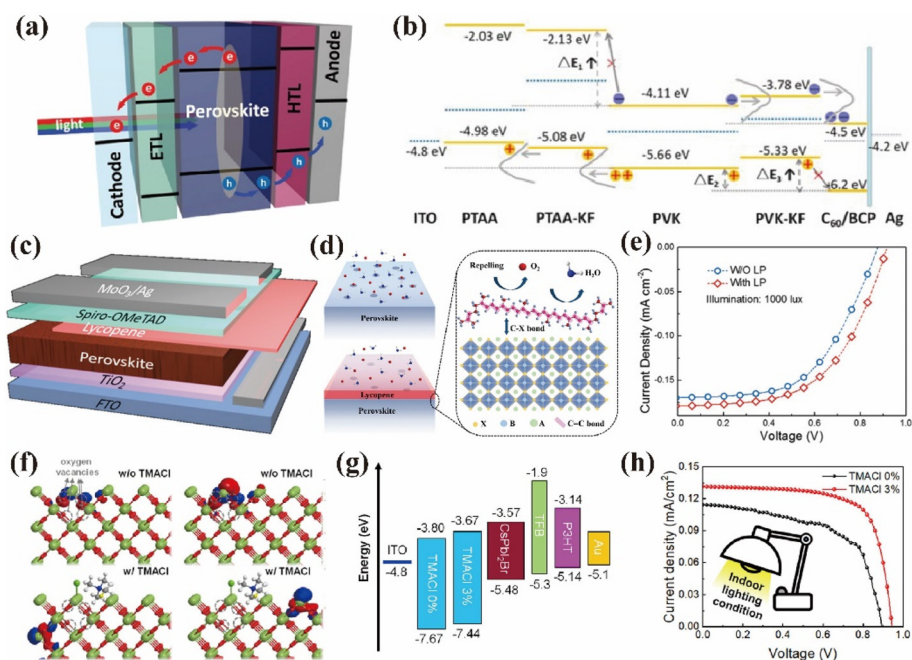 (a)
Cathode
ETL
Perovskite
HTL
Anode
light
e
e
e
e
h
h
h
h
(b)
-2.03 eV
-2.13 eV
△E₁ ↑
-4.11 eV
-3.78 eV
-4.98 eV
-5.08 eV
-4.5 eV
-4.2 eV
-4.8 eV
-5.66 eV
-5.33 eV
△E₂
△E₃ ↑
-6.2 eV
ITO PTAA PTAA-KF PVK PVK-KF C₆₀/BCP Ag
(c)
MoO₃/Ag
Spiro-OMeTAD
Lycopene
Perovskite
TiO₂
FTO
(d)
Perovskite
Lycopene
Perovskite
Repelling
O₂
H₂O
C-X bond
X B A C=C bond
(e)
W/O LP
With LP
Illumination: 1000 lux
Current Density (mA cm⁻²)
0.00
-0.05
-0.10
-0.15
0.0 0.2 0.4 0.6 0.8 1.0
Voltage (V)
(f)
oxygen
vacancies
w/o TMACl
w/o TMACl
w/ TMACl
w/ TMACl
(g)
Energy (eV)
ITO
-4.8
-3.80
TMACl 0%
-7.67
-3.67
TMACl 3%
-7.44
-3.57
CsPbI₂Br
-5.48
-1.9
TFB
-5.3
-3.14
P3HT
-5.14
Au
-5.1
(h)
TMACl 0%
TMACl 3%
Indoor
lighting
condition
Current density (mA/cm²)
0.15
0.12
0.09
0.06
0.03
0.00
0.0 0.2 0.4 0.6 0.8 1.0
Voltage (V)